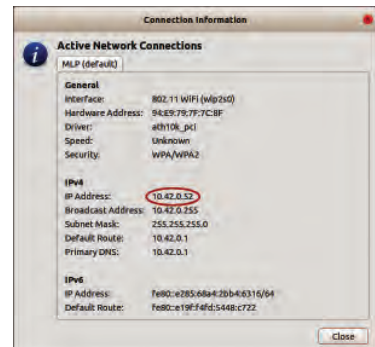 Connection Information
Active Network Connections
MLP (default)
General
Interface: 802.11 WiFi (wlp2s0)
Hardware Address: 94:E9:79:7F:7C:8F
Driver: ath10k_pci
Speed: Unknown
Security: WPA/WPA2
IPv4
IP Address: 10.42.0.52
Broadcast Address: 10.42.0.255
Subnet Mask: 255.255.255.0
Default Route: 10.42.0.1
Primary DNS: 10.42.0.1
IPv6
IP Address: fe80::e285:68a4:2bb4:6316/64
Default Route: fe80::e19f:f4fd:5448:c722
Close